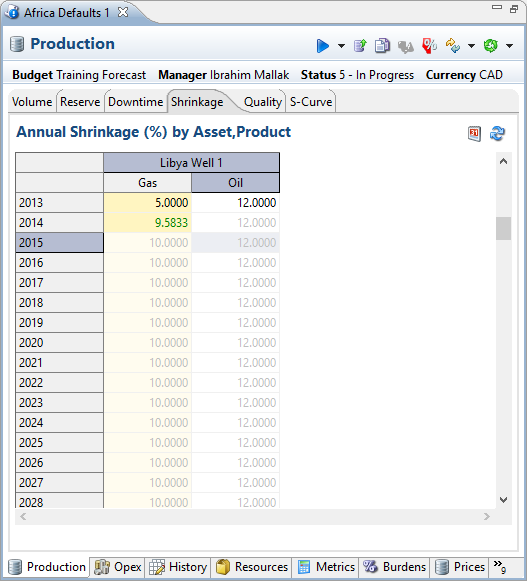 Africa Defaults 1
Production
Budget Training Forecast Manager Ibrahim Mallak Status 5 - In Progress Currency CAD
Volume Reserve Downtime Shrinkage Quality S-Curve
Annual Shrinkage (%) by Asset,Product
31
Libya Well 1
Gas Oil
2013 5.0000 12.0000
2014 9.5833 12.0000
2015 10.0000 12.0000
2016 10.0000 12.0000
2017 10.0000 12.0000
2018 10.0000 12.0000
2019 10.0000 12.0000
2020 10.0000 12.0000
2021 10.0000 12.0000
2022 10.0000 12.0000
2023 10.0000 12.0000
2024 10.0000 12.0000
2025 10.0000 12.0000
2026 10.0000 12.0000
2027 10.0000 12.0000
2028 10.0000 12.0000
Production Opex History Resources Metrics Burdens Prices »9